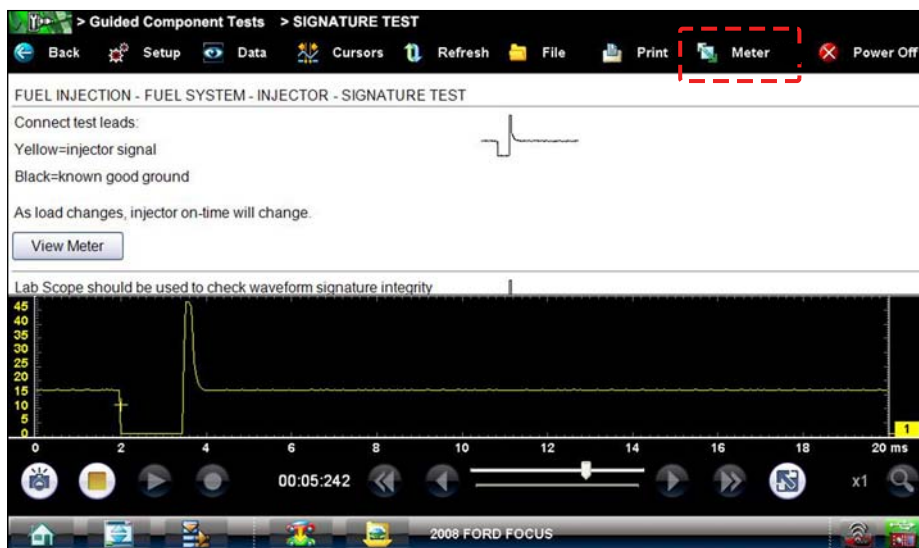 > Guided Component Tests > SIGNATURE TEST
Back Setup Data Cursors Refresh File Print Meter Power Off
FUEL INJECTION - FUEL SYSTEM - INJECTOR - SIGNATURE TEST
Connect test leads:
Yellow=injector signal
Black=known good ground
As load changes, injector on-time will change.
View Meter
Lab Scope should be used to check waveform signature integrity
45
40
35
30
25
20
15
10
5
0
1
0 2 4 6 8 10 12 14 16 18 20 ms
00:05:242 x1
2008 FORD FOCUS